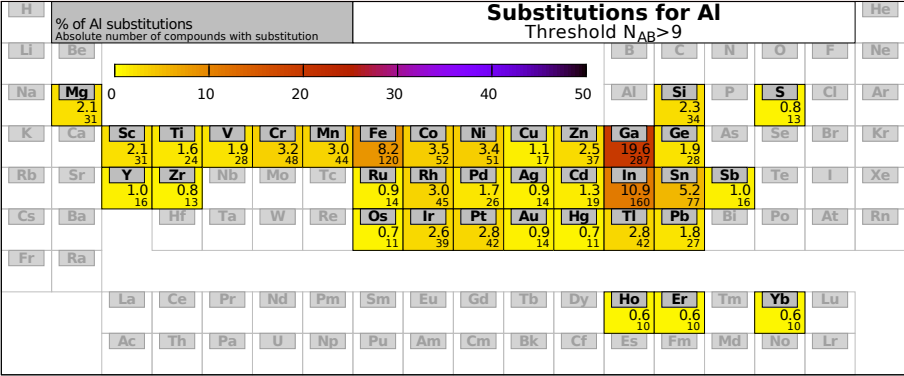 H He
% of Al substitutions
Absolute number of compounds with substitution
Substitutions for Al
Threshold N_AB>9
Li Be B C N O F Ne
0 10 20 30 40 50
Na Mg Al Si P S Cl Ar
2.1 2.3 0.8
31 34 13
K Ca Sc Ti V Cr Mn Fe Co Ni Cu Zn Ga Ge As Se Br Kr
2.1 1.6 1.9 3.2 3.0 8.2 3.5 3.4 1.1 2.5 19.6 1.9
31 24 28 48 44 120 52 51 17 37 287 28
Rb Sr Y Zr Nb Mo Tc Ru Rh Pd Ag Cd In Sn Sb Te I Xe
1.0 0.8 0.9 3.0 1.7 0.9 1.3 10.9 5.2 1.0
16 13 14 45 26 14 19 160 77 16
Cs Ba Hf Ta W Re Os Ir Pt Au Hg Tl Pb Bi Po At Rn
0.7 2.6 2.8 0.9 0.7 2.8 1.8
11 39 42 14 11 42 27
Fr Ra
La Ce Pr Nd Pm Sm Eu Gd Tb Dy Ho Er Tm Yb Lu
0.6 0.6 0.6
10 10 10
Ac Th Pa U Np Pu Am Cm Bk Cf Es Fm Md No Lr